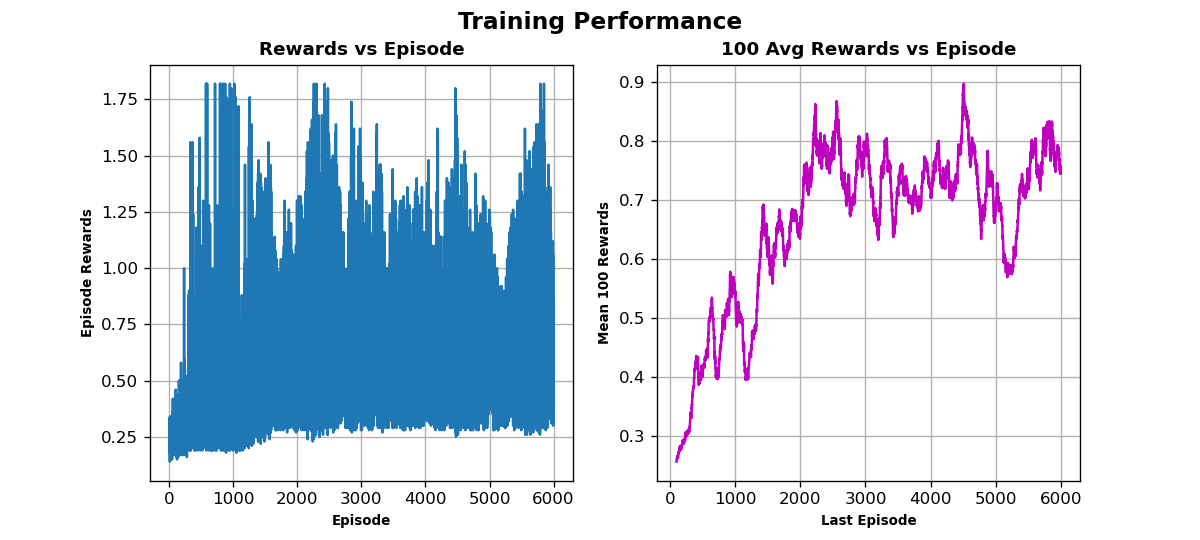 Training Performance
Rewards vs Episode
1.75
1.50
1.25
1.00
0.75
0.50
0.25
Episode Rewards
0 1000 2000 3000 4000 5000 6000
Episode
100 Avg Rewards vs Episode
0.9
0.8
0.7
0.6
0.5
0.4
0.3
Mean 100 Rewards
0 1000 2000 3000 4000 5000 6000
Last Episode